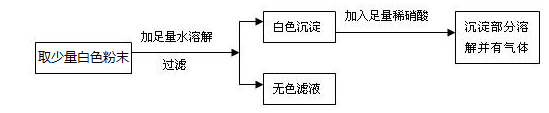 取少量白色粉末
加足量水溶解
过滤
白色沉淀
无色滤液
加入足量稀硝酸
沉淀部分溶
解并有气体